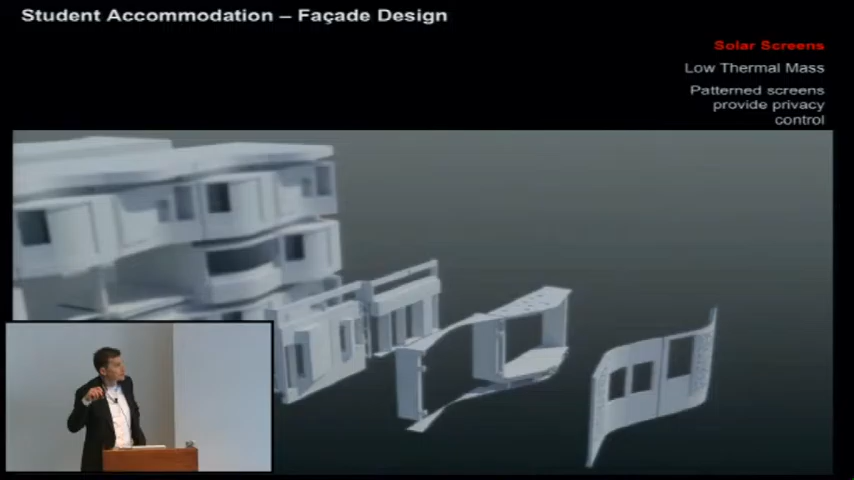 Student Accommodation – Façade Design
Solar Screens
Low Thermal Mass
Patterned screens
provide privacy
control